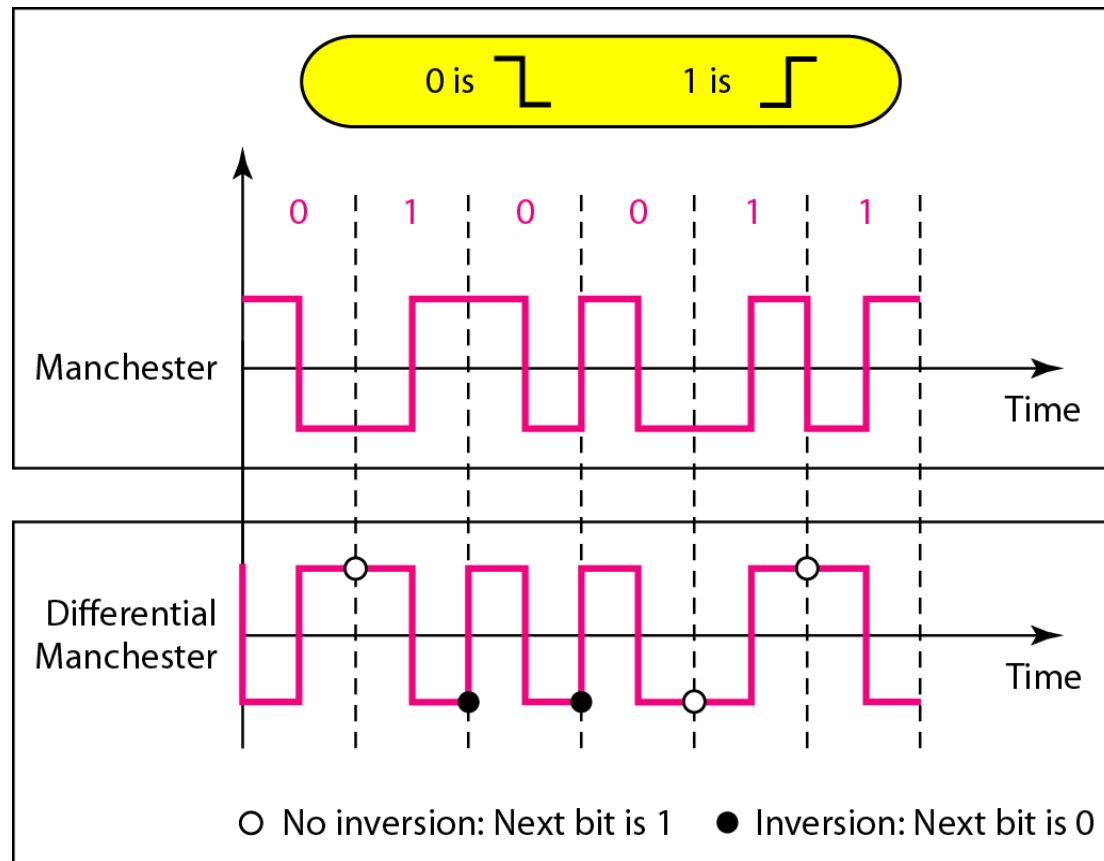 0 is 1 is
0 1 0 0 1 1
Manchester
Time
Differential
Manchester
Time
No inversion: Next bit is 1 Inversion: Next bit is 0